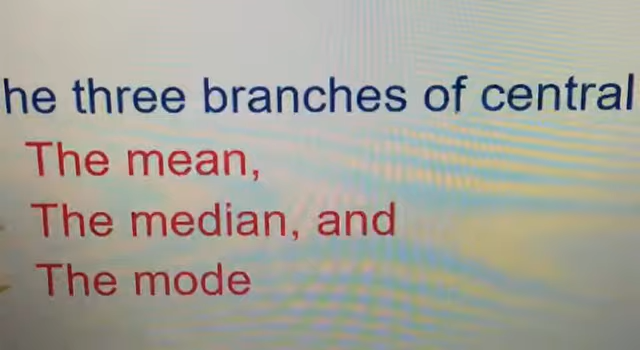 he three branches of central
The mean,
The median, and
The mode